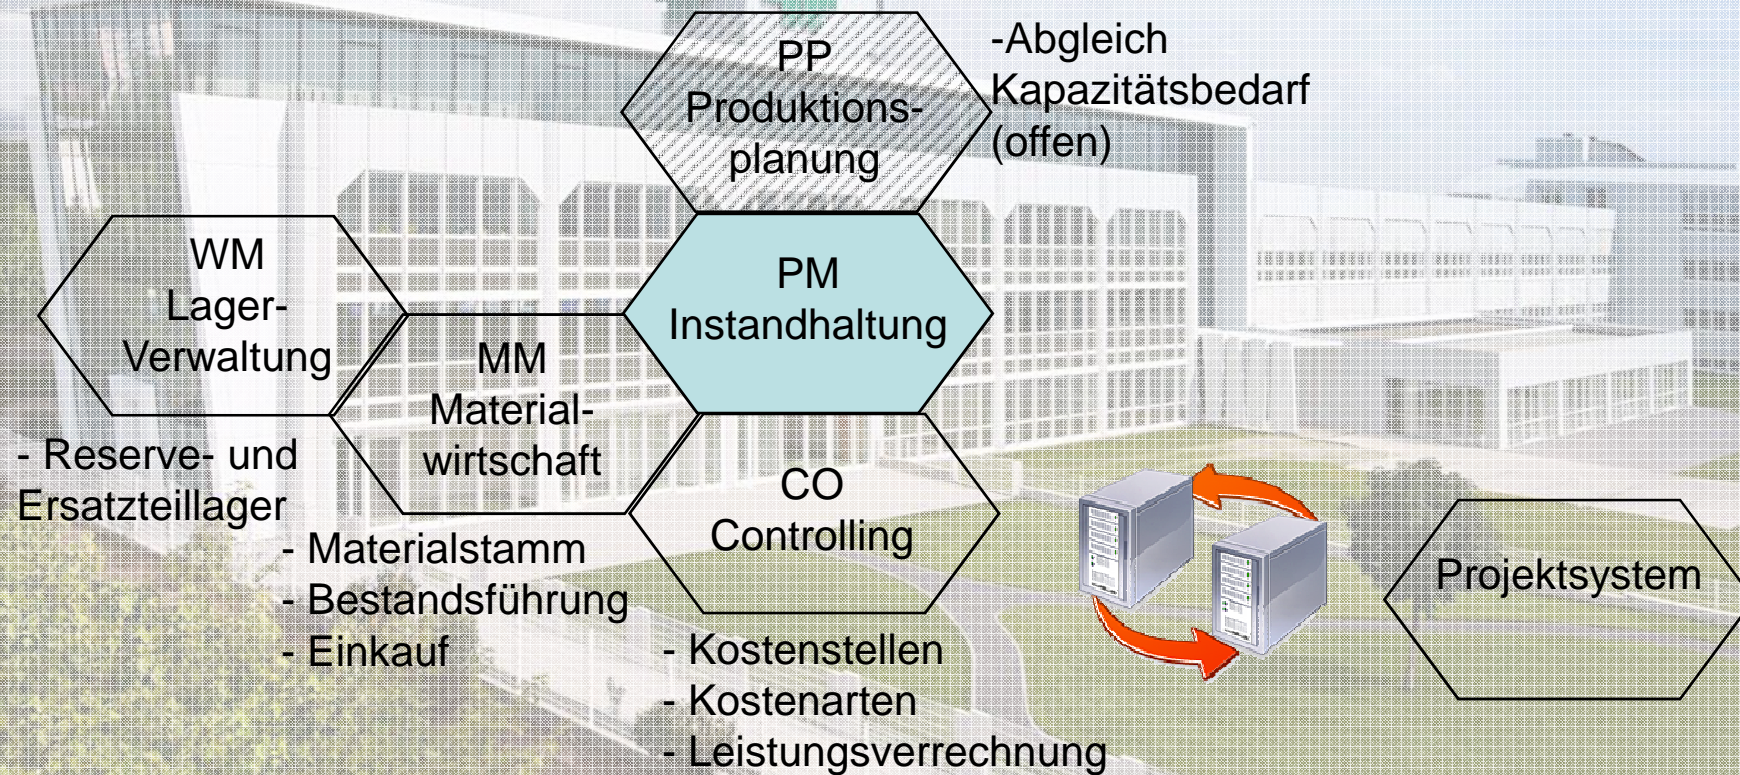 PP
Produktions-
planung
-Abgleich
Kapazitätsbedarf
(offen)
WM
Lager-
Verwaltung
- Reserve- und
Ersatzteillager
MM
Material-
wirtschaft
- Materialstamm
- Bestandsführung
- Einkauf
PM
Instandhaltung
CO
Controlling
- Kostenstellen
- Kostenarten
- Leistungsverrechnung
Projektsystem